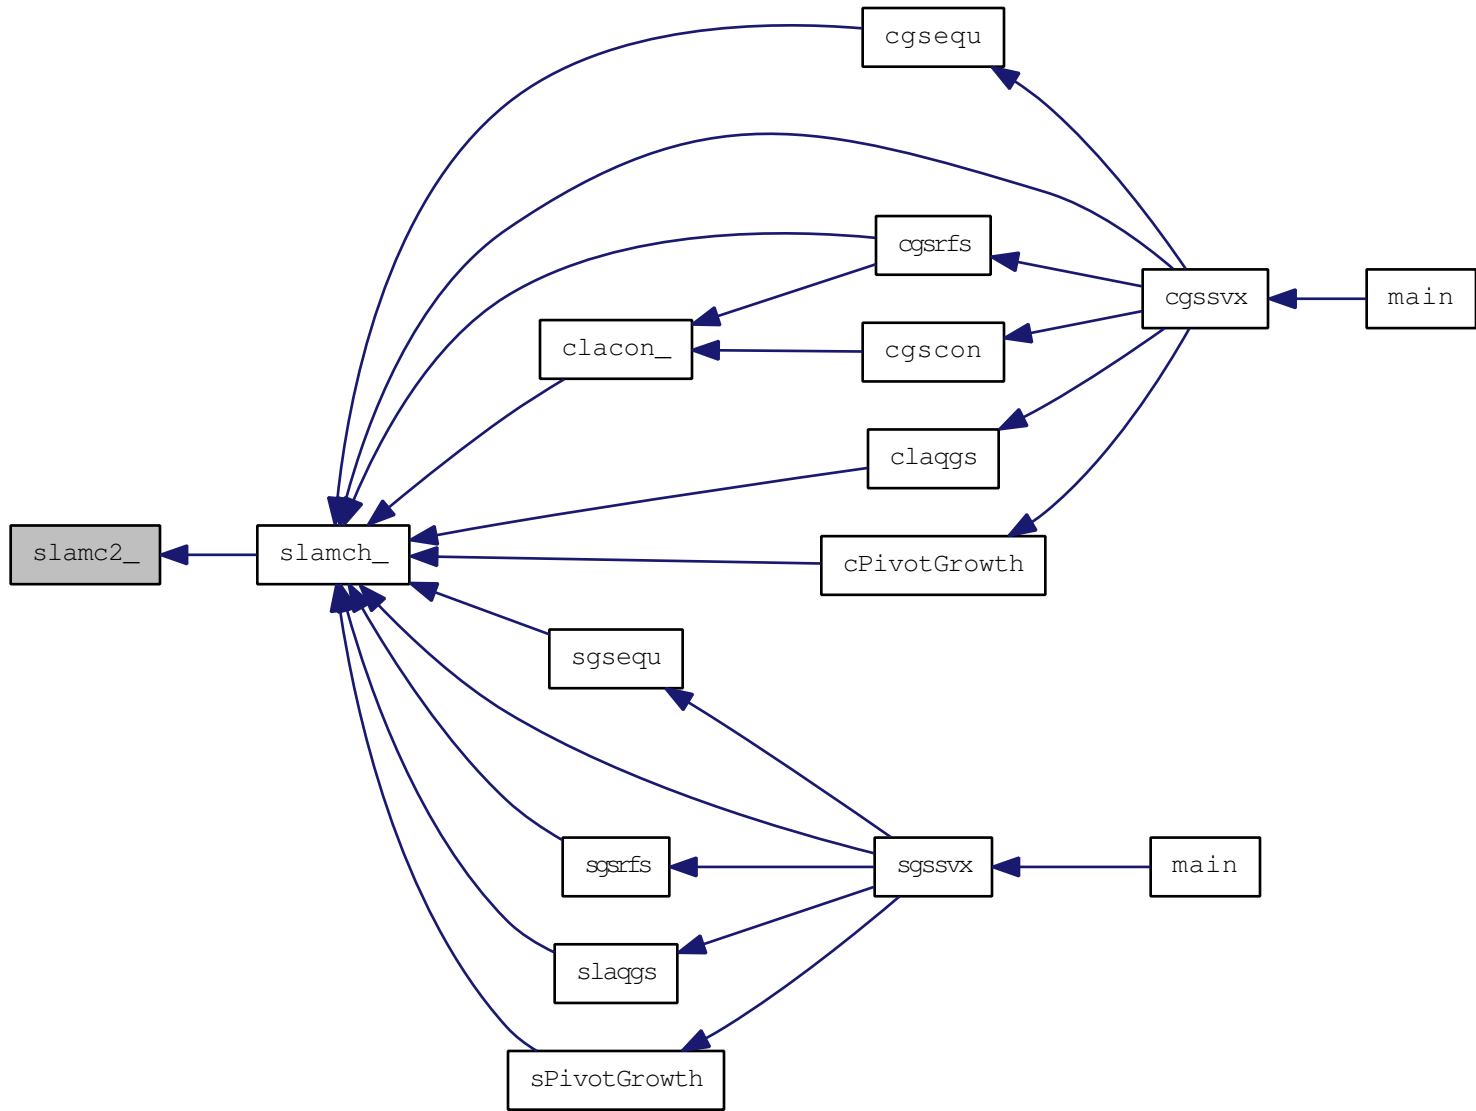 cgsequ
cgsrfs
cgssvx
main
clacon_
cgscon
claqgs
slamc2_
slamch_
cPivotGrowth
sgsequ
sgsrfs
sgssvx
main
slaqgs
sPivotGrowth